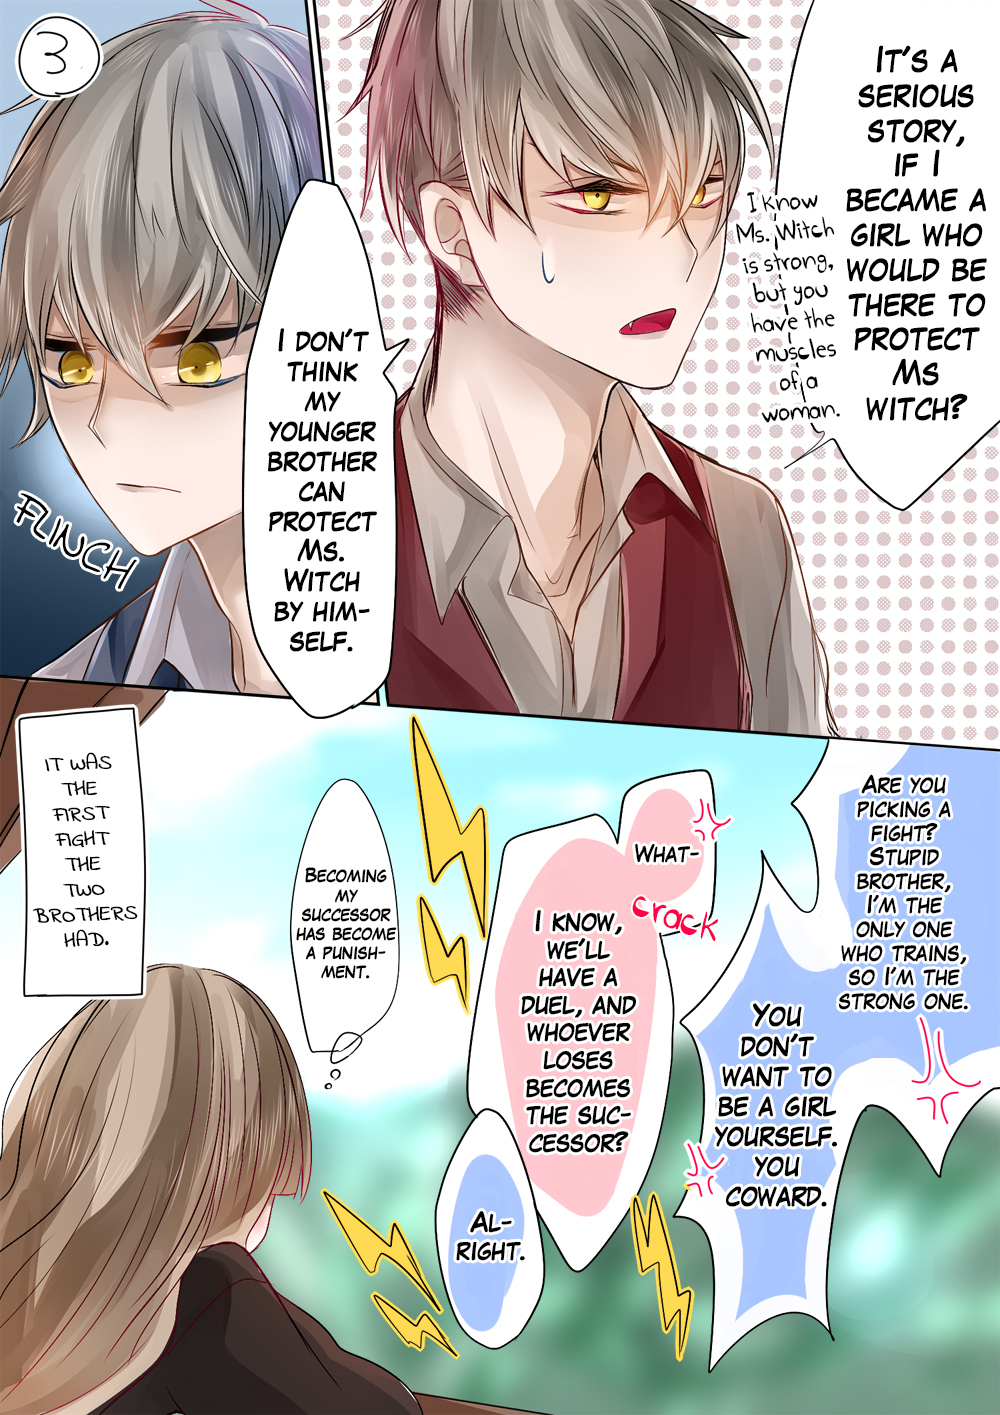 3
IT'S A
SERIOUS
STORY,
IF I
BECAME A
GIRL WHO
WOULD BE
THERE TO
PROTECT
MS
WITCH?
I know
Ms. Witch
is strong,
but you
have the
muscles
of a
woman.
I DON'T
THINK MY
YOUNGER
BROTHER
CAN
PROTECT
MS.
WITCH
BY HIM-
SELF.
FLINCH
ARE YOU
PICKING A
FIGHT?
STUPID
BROTHER,
I'M THE
ONLY ONE
WHO TRAINS,
SO I'M THE
STRONG ONE.
YOU
DON'T
WANT TO
BE A GIRL
YOURSELF.
YOU
COWARD.
WHAT-
crack
I KNOW,
WE'LL
HAVE A
DUEL, AND
WHOEVER
LOSES
BECOMES
THE SUC-
CESSOR?
AL-
RIGHT.
BECOMING
MY
SUCCESSOR
HAS BECOME
A PUNISH-
MENT.
IT WAS
THE
FIRST
FIGHT
THE
TWO
BROTHERS
HAD.